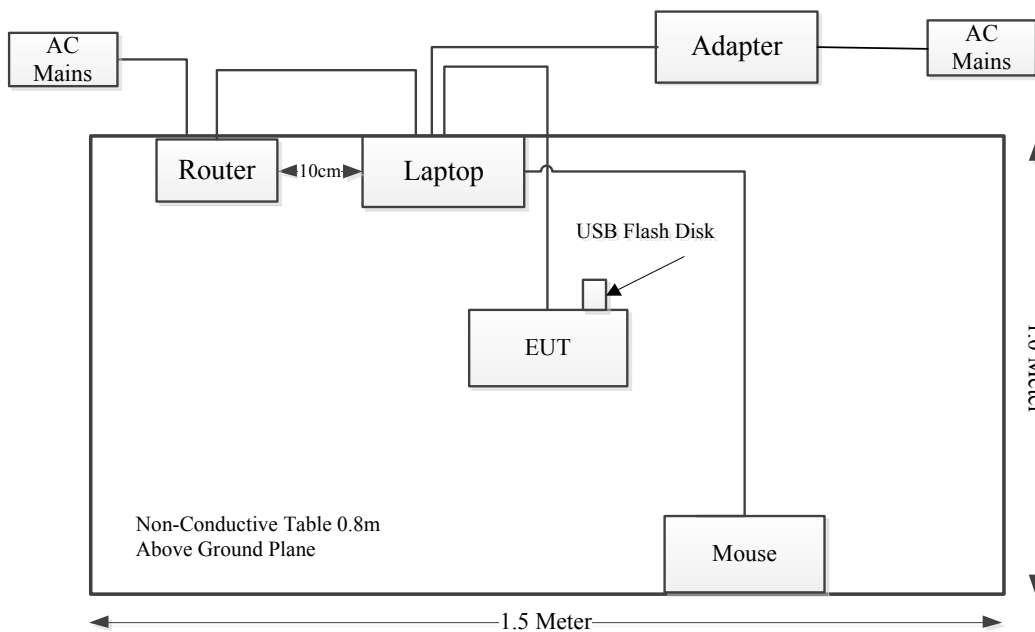 AC
Mains
Adapter
AC
Mains
Router
10cm
Laptop
USB Flash Disk
EUT
Non-Conductive Table 0.8m
Above Ground Plane
Mouse
1.5 Meter